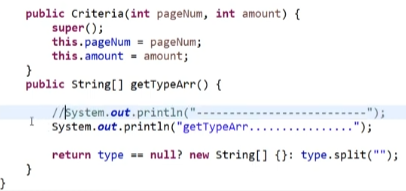 public Criteria(int pageNum, int amount) {
super();
this.pageNum = pageNum;
this.amount = amount;
}
public String[] getTypeArr() {
//System.out.println("--------------------------");
System.out.println("getTypeArr................");
return type == null? new String[] {}: type.split("");
}
}